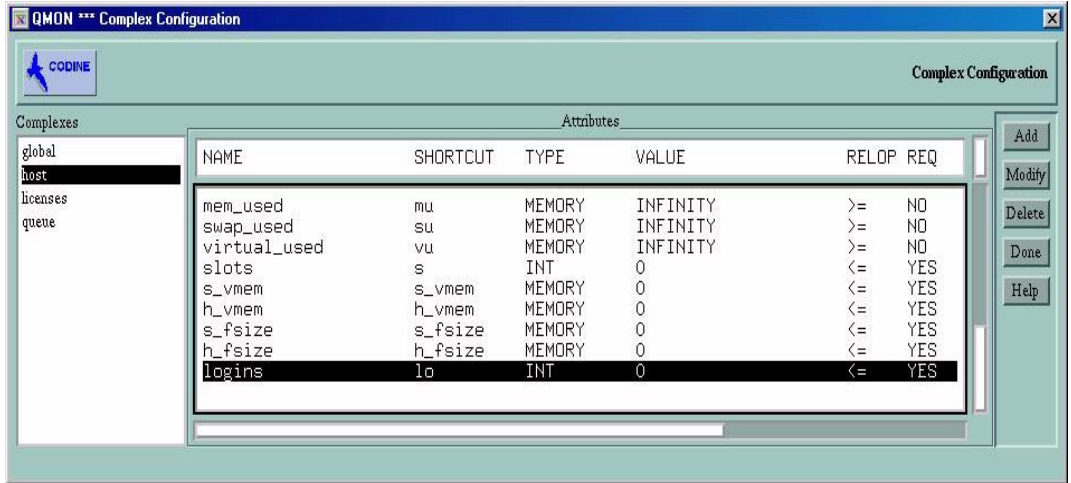 QMON *** Complex Configuration
CODINE
Complex Configuration
Complexes
global
host
licenses
queue
Attributes
NAME SHORTCUT TYPE VALUE RELOP REQ
mem_used mu MEMORY INFINITY >= NO
swap_used su MEMORY INFINITY >= NO
virtual_used vu MEMORY INFINITY >= NO
slots s INT 0 <= YES
s_vmem s_vmem MEMORY 0 <= YES
h_vmem h_vmem MEMORY 0 <= YES
s_fsize s_fsize MEMORY 0 <= YES
h_fsize h_fsize MEMORY 0 <= YES
logins lo INT 0 <= YES
Add
Modify
Delete
Done
Help